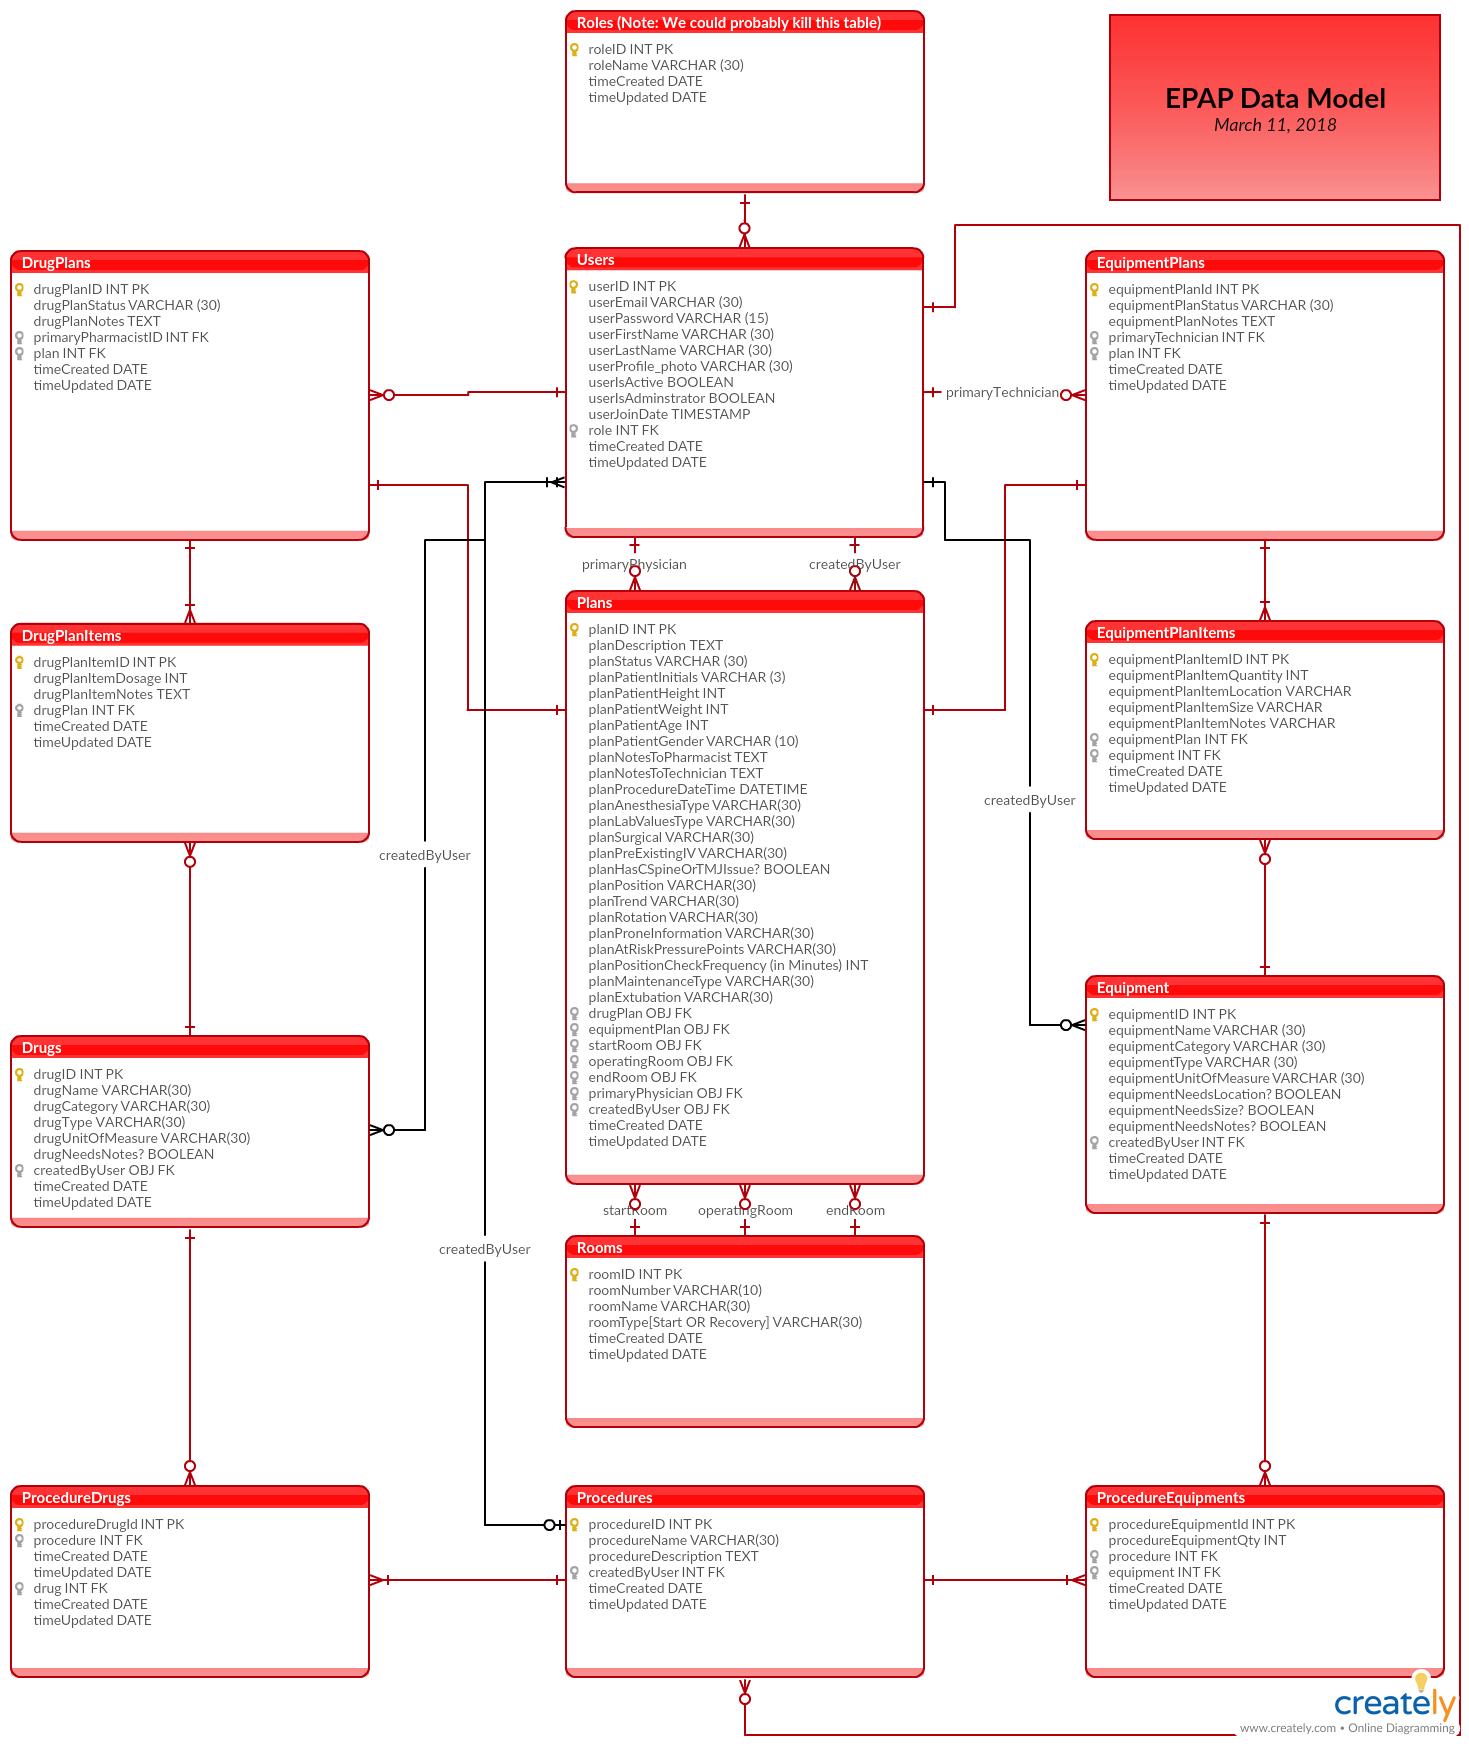 Roles (Note: We could probably kill this table)
roleID INT PK
roleName VARCHAR (30)
timeCreated DATE
timeUpdated DATE
EPAP Data Model
March 11, 2018
DrugPlans
drugPlanID INT PK
drugPlanStatus VARCHAR (30)
drugPlanNotes TEXT
primaryPharmacistID INT FK
plan INT FK
timeCreated DATE
timeUpdated DATE
Users
userID INT PK
userEmail VARCHAR (30)
userPassword VARCHAR (15)
userFirstName VARCHAR (30)
userLastName VARCHAR (30)
userProfile_photo VARCHAR (30)
userIsActive BOOLEAN
userIsAdminstrator BOOLEAN
userJoinDate TIMESTAMP
role INT FK
timeCreated DATE
timeUpdated DATE
primaryTechnician
EquipmentPlans
equipmentPlanId INT PK
equipmentPlanStatus VARCHAR (30)
equipmentPlanNotes TEXT
primaryTechnician INT FK
plan INT FK
timeCreated DATE
timeUpdated DATE
primaryPhysician
createdByUser
DrugPlanItems
drugPlanItemID INT PK
drugPlanItemDosage INT
drugPlanItemNotes TEXT
drugPlan INT FK
timeCreated DATE
timeUpdated DATE
Plans
planID INT PK
planDescription TEXT
planStatus VARCHAR (30)
planPatientInitials VARCHAR (3)
planPatientHeight INT
planPatientWeight INT
planPatientAge INT
planPatientGender VARCHAR (10)
planNotesToPharmacist TEXT
planNotesToTechnician TEXT
planProcedureDateTime DATETIME
planAnesthesiaType VARCHAR(30)
planLabValuesType VARCHAR(30)
planSurgical VARCHAR(30)
planPreExistingIV VARCHAR(30)
planHasCSpineOrTMJIssue? BOOLEAN
planPosition VARCHAR(30)
planTrend VARCHAR(30)
planRotation VARCHAR(30)
planProneInformation VARCHAR(30)
planAtRiskPressurePoints VARCHAR(30)
planPositionCheckFrequency (in Minutes) INT
planMaintenanceType VARCHAR(30)
planExtubation VARCHAR(30)
drugPlan OBJ FK
equipmentPlan OBJ FK
startRoom OBJ FK
operatingRoom OBJ FK
endRoom OBJ FK
primaryPhysician OBJ FK
createdByUser OBJ FK
timeCreated DATE
timeUpdated DATE
EquipmentPlanItems
equipmentPlanItemID INT PK
equipmentPlanItemQuantity INT
equipmentPlanItemLocation VARCHAR
equipmentPlanItemSize VARCHAR
equipmentPlanItemNotes VARCHAR
equipmentPlan INT FK
equipment INT FK
timeCreated DATE
timeUpdated DATE
createdByUser
createdByUser
Drugs
drugID INT PK
drugName VARCHAR(30)
drugCategory VARCHAR(30)
drugType VARCHAR(30)
drugUnitOfMeasure VARCHAR(30)
drugNeedsNotes? BOOLEAN
createdByUser OBJ FK
timeCreated DATE
timeUpdated DATE
Equipment
equipmentID INT PK
equipmentName VARCHAR (30)
equipmentCategory VARCHAR (30)
equipmentType VARCHAR (30)
equipmentUnitOfMeasure VARCHAR (30)
equipmentNeedsLocation? BOOLEAN
equipmentNeedsSize? BOOLEAN
equipmentNeedsNotes? BOOLEAN
createdByUser INT FK
timeCreated DATE
timeUpdated DATE
startRoom
operatingRoom
endRoom
createdByUser
Rooms
roomID INT PK
roomNumber VARCHAR(10)
roomName VARCHAR(30)
roomType[Start OR Recovery] VARCHAR(30)
timeCreated DATE
timeUpdated DATE
ProcedureDrugs
procedureDrugId INT PK
procedure INT FK
timeCreated DATE
timeUpdated DATE
drug INT FK
timeCreated DATE
timeUpdated DATE
Procedures
procedureID INT PK
procedureName VARCHAR(30)
procedureDescription TEXT
createdByUser INT FK
timeCreated DATE
timeUpdated DATE
ProcedureEquipments
procedureEquipmentId INT PK
procedureEquipmentQty INT
procedure INT FK
equipment INT FK
timeCreated DATE
timeUpdated DATE
creately
www.creately.com • Online Diagramming